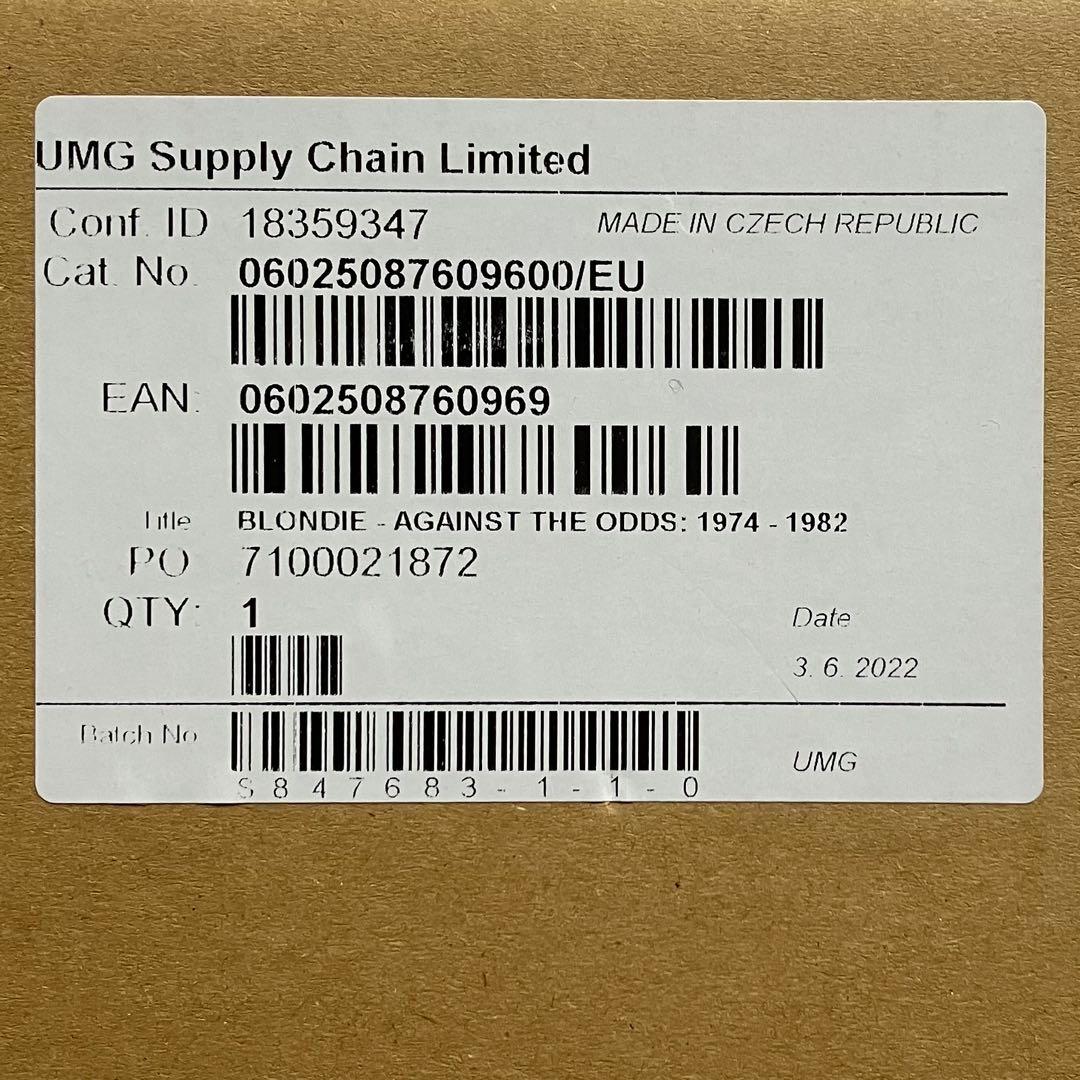 UMG Supply Chain Limited
Conf. ID 18359347 MADE IN CZECH REPUBLIC
Cat. No. 06025087609600/EU
EAN: 0602508760969
Title BLONDIE - AGAINST THE ODDS: 1974 - 1982
PO 7100021872
QTY: 1
Date
3. 6. 2022
Batch No
UMG
S847683-1-1-0